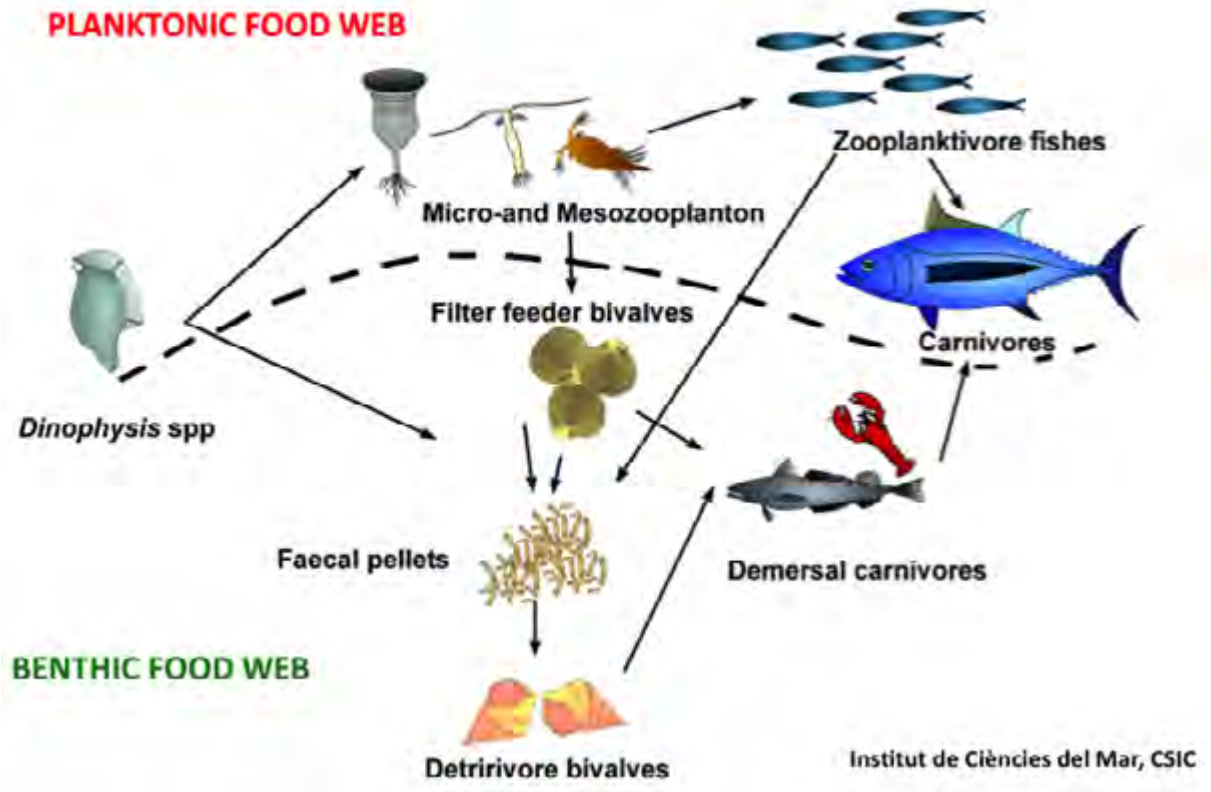 PLANKTONIC FOOD WEB
Zooplanktivore fishes
Micro-and Mesozooplanton
Filter feeder bivalves
Carnivores
Dinophysis spp
Faecal pellets
Demersal carnivores
BENTHIC FOOD WEB
Detririvore bivalves
Institut de Ciències del Mar, CSIC